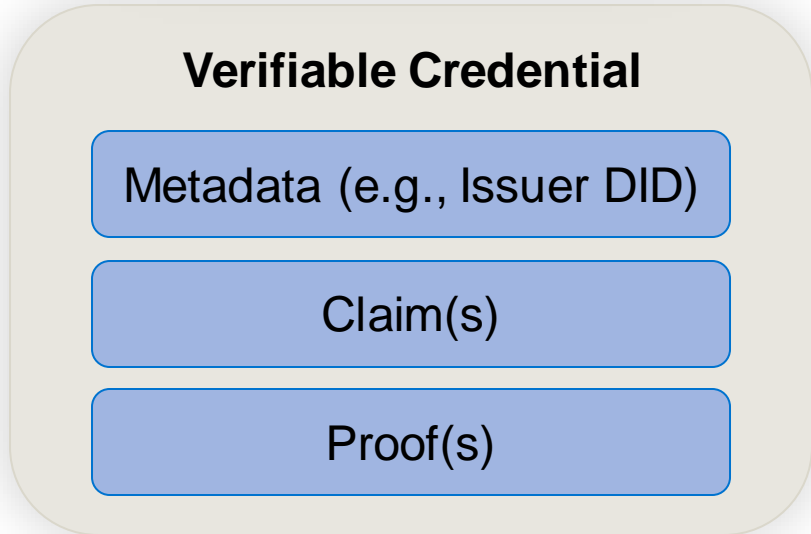 Verifiable Credential
Metadata (e.g., Issuer DID)
Claim(s)
Proof(s)